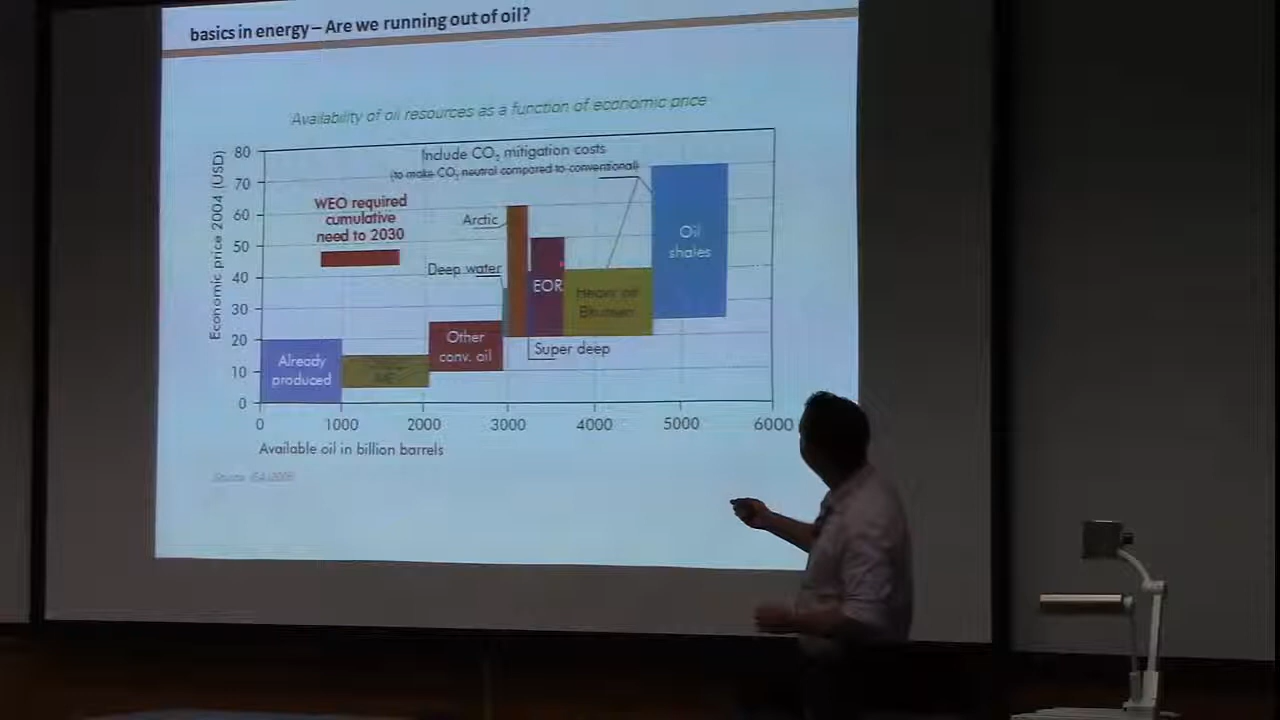 basics in energy – Are we running out of oil?
Availability of oil resources as a function of economic price
Economic price 2004 (USD)
80
70
60
50
40
30
20
10
0
Include CO2 mitigation costs
(to make CO2 neutral compared to conventional)
WEO required
cumulative
need to 2030
Arctic
Deep water
Already
produced
ME
Other
conv. oil
EOR
Super deep
Heavy oil
Bitumen
Oil
shales
0 1000 2000 3000 4000 5000 6000
Available oil in billion barrels
Source: IEA